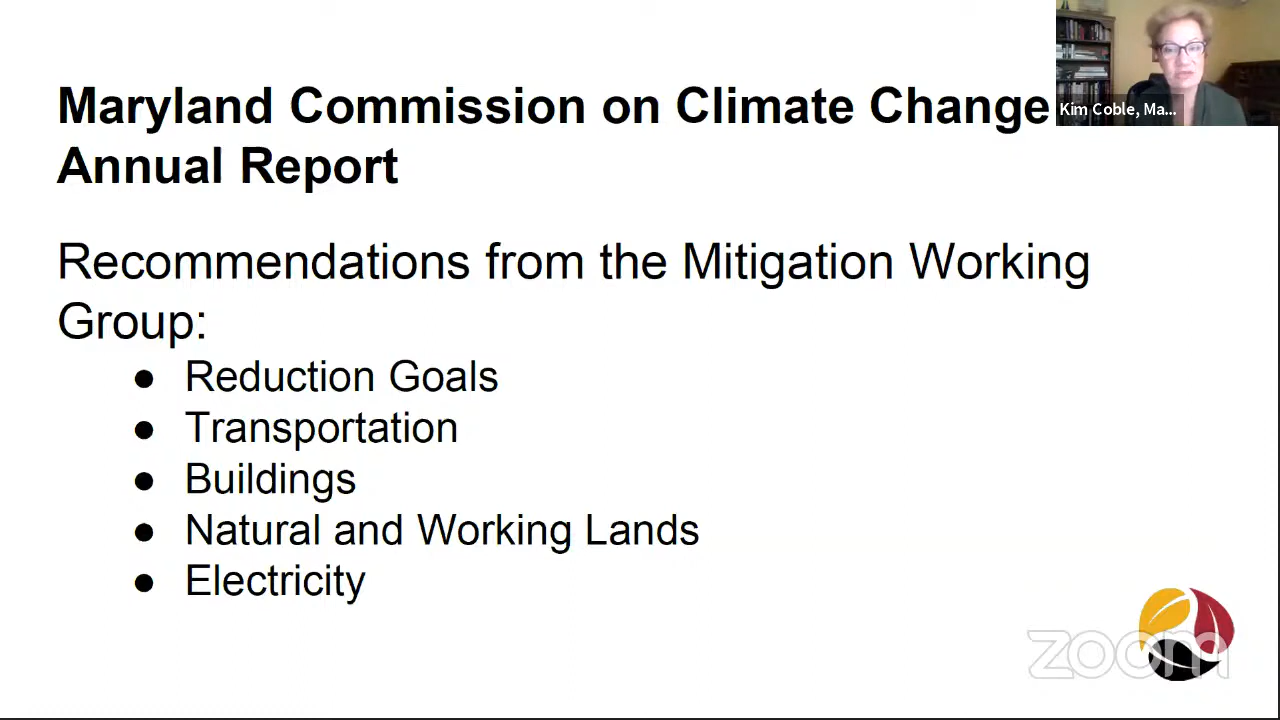 Maryland Commission on Climate Change
Annual Report
Kim Coble, Ma...
Recommendations from the Mitigation Working
Group:
● Reduction Goals
● Transportation
● Buildings
● Natural and Working Lands
● Electricity
zoom